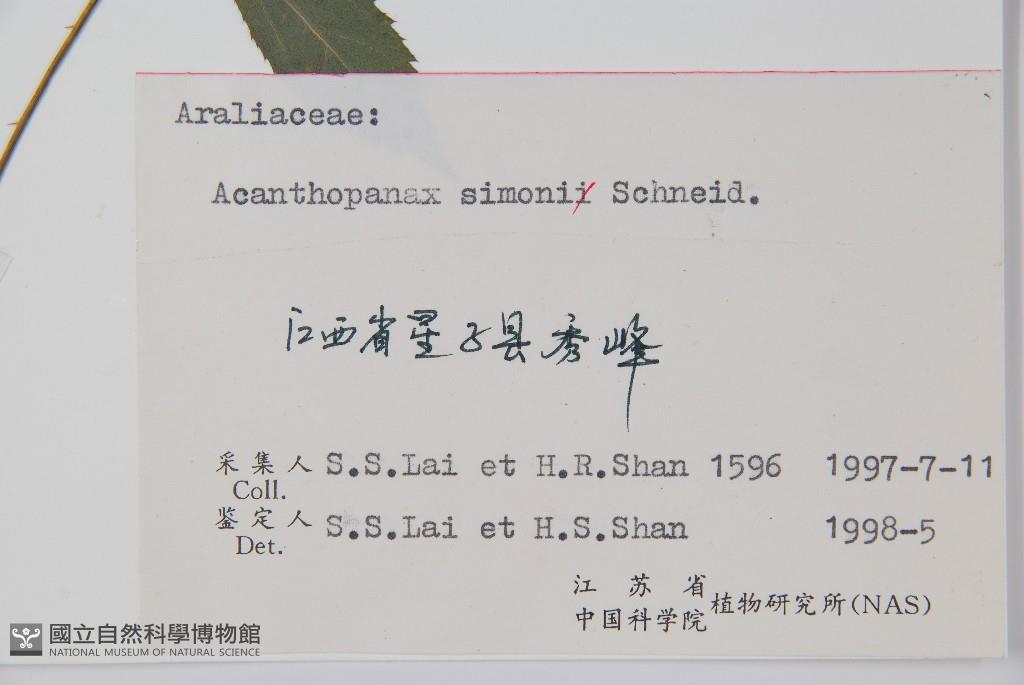 Araliaceae:
Acanthopanax simonii Schneid.
江西省星子县秀峰
采集人 S.S.Lai et H.R.Shan 1596 1997-7-11
Coll.
鉴定人 S.S.Lai et H.S.Shan 1998-5
Det.
江苏省
中国科学院 植物研究所(NAS)
國立自然科學博物館
NATIONAL MUSEUM OF NATURAL SCIENCE